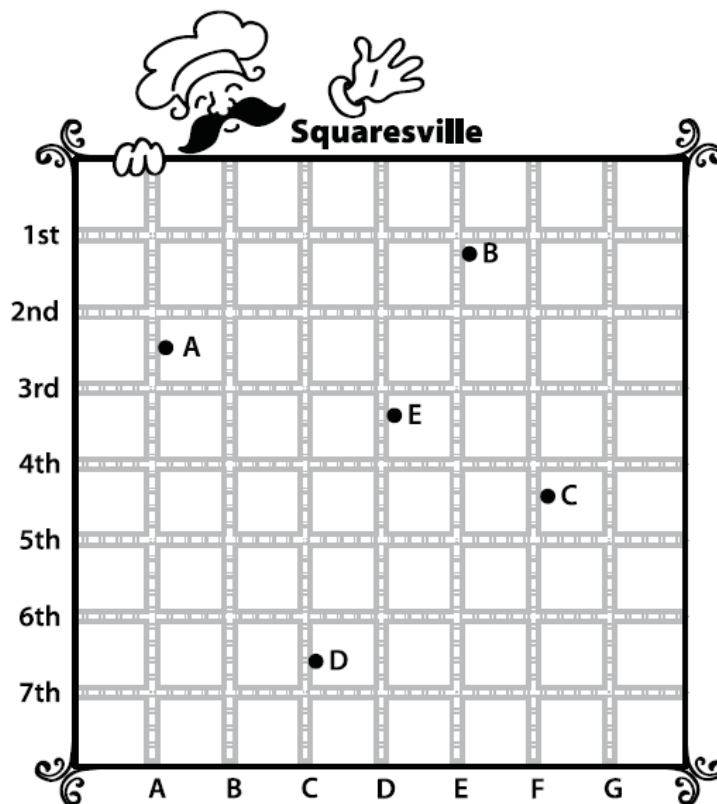 Squaresville
1st
B
2nd
A
3rd
E
4th
C
5th
6th
D
7th
A B C D E F G